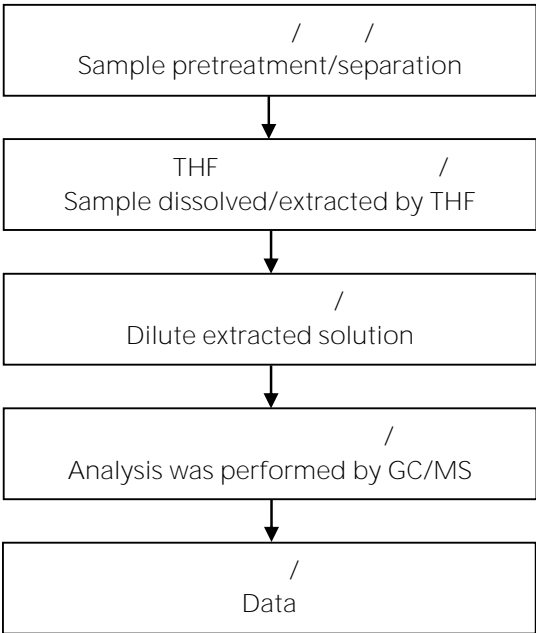 / /
Sample pretreatment/separation
THF /
Sample dissolved/extracted by THF
/
Dilute extracted solution
/
Analysis was performed by GC/MS
/
Data